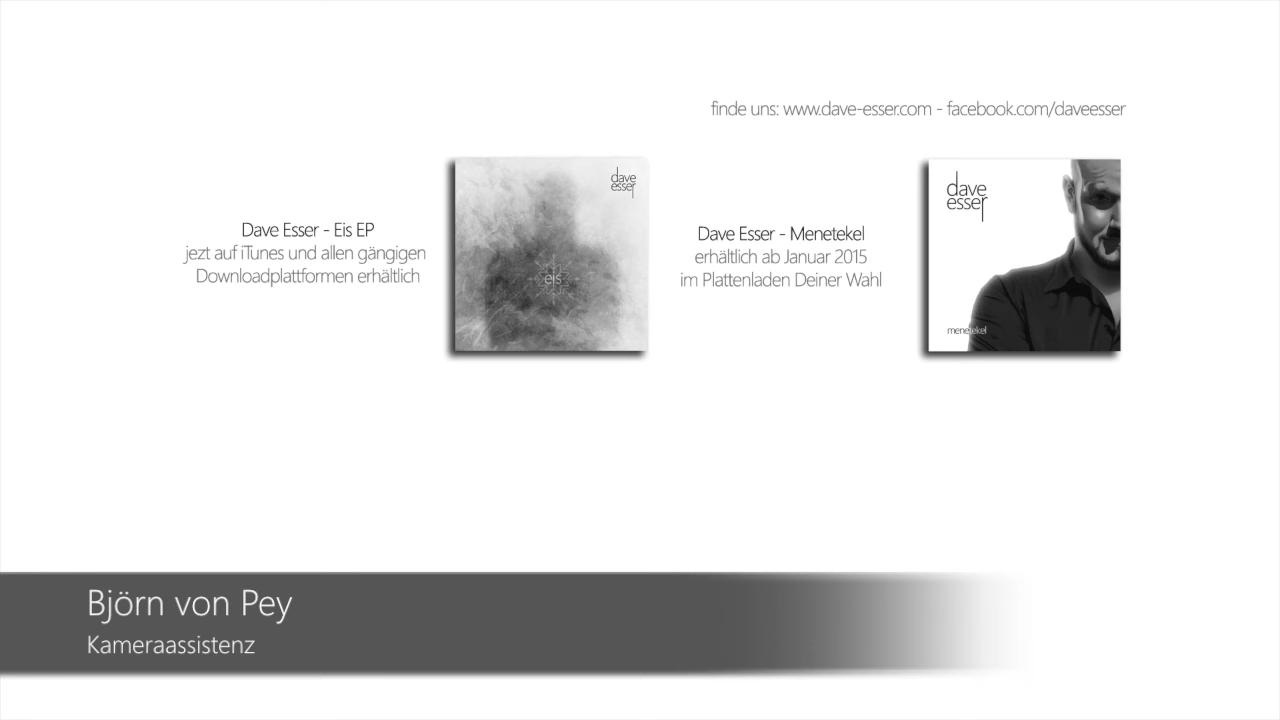 finde uns: www.dave-esser.com - facebook.com/daveesser
Dave Esser - Eis EP
jezt auf iTunes und allen gängigen
Downloadplattformen erhältlich
dave
esser
eis
Dave Esser - Menetekel
erhältlich ab Januar 2015
im Plattenladen Deiner Wahl
dave
esser
menetekel
Björn von Pey
Kameraassistenz